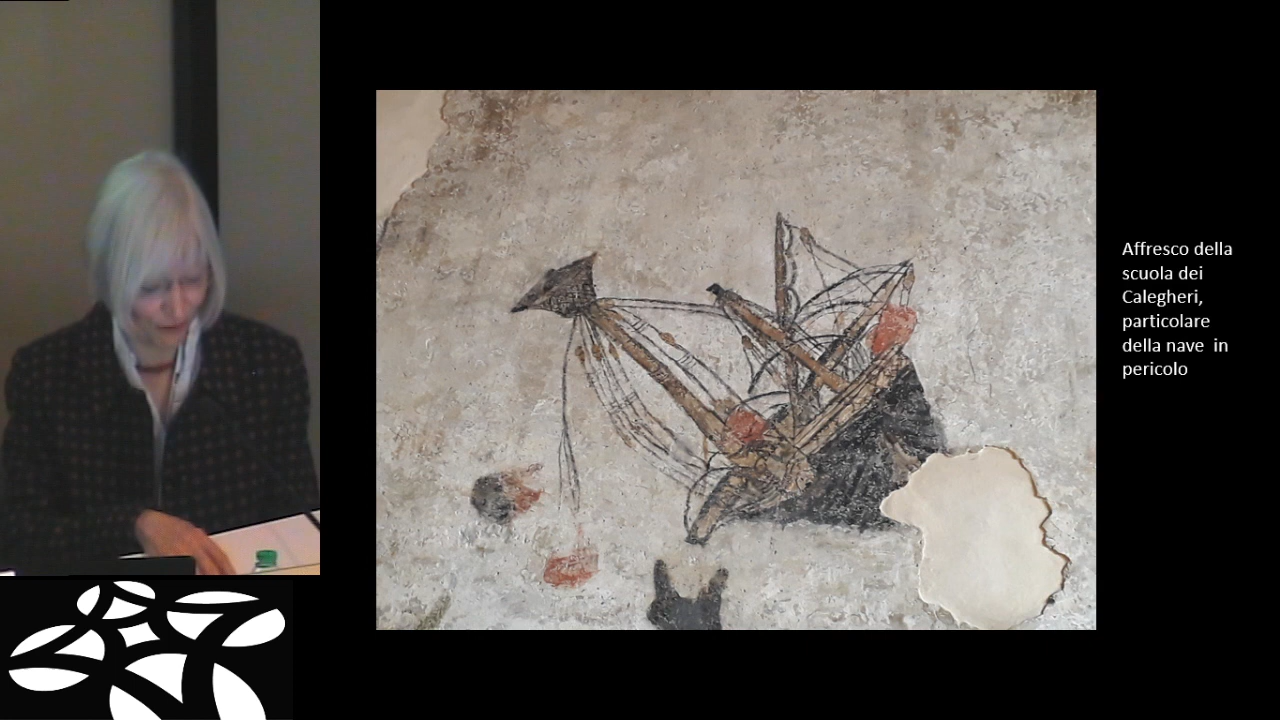 Affresco della
scuola dei
Calegheri,
particolare
della nave in
pericolo